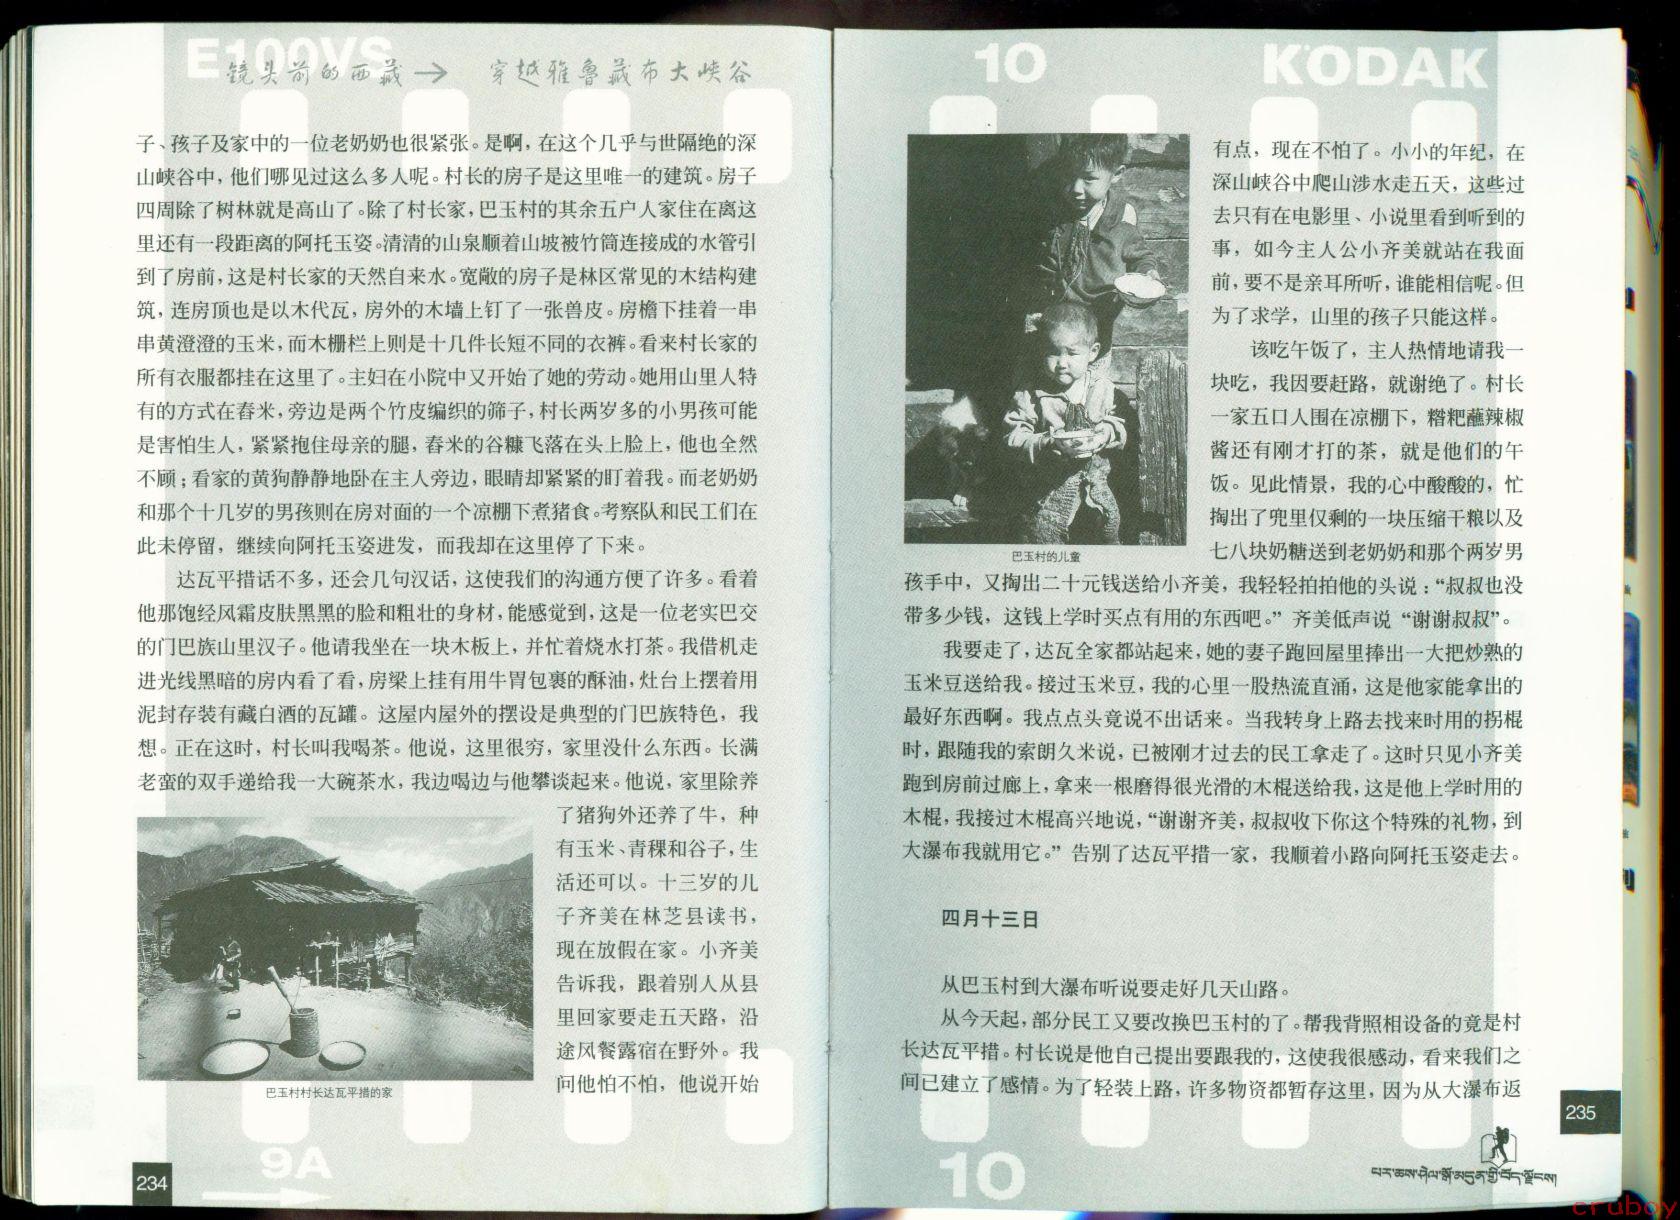 E100VS
镜头前的西藏→ 穿越雅鲁藏布大峡谷
子、孩子及家中的一位老奶奶也很紧张。是啊，在这个几乎与世隔绝的深
山峡谷中，他们哪见过这么多人呢。村长的房子是这里唯一的建筑。房子
四周除了树林就是高山了。除了村长家，巴玉村的其余五户人家住在离这
里还有一段距离的阿托玉姿。清清的山泉顺着山坡被竹筒连接成的水管引
到了房前，这是村长家的天然自来水。宽敞的房子是林区常见的木结构建
筑，连房顶也是以木代瓦，房外的木墙上钉了一张兽皮。房檐下挂着一串
串黄澄澄的玉米，而木栅栏上则是十几件长短不同的衣裤。看来村长家的
所有衣服都挂在这里了。主妇在小院中又开始了她的劳动。她用山里人特
有的方式在舂米，旁边是两个竹皮编织的筛子，村长两岁多的小男孩可能
是害怕生人，紧紧抱住母亲的腿，舂米的谷糠飞落在头上脸上，他也全然
不顾；看家的黄狗静静地卧在主人旁边，眼睛却紧紧的盯着我。而老奶奶
和那个十几岁的男孩则在房对面的一个凉棚下煮猪食。考察队和民工们在
此未停留，继续向阿托玉姿进发，而我却在这里停了下来。
达瓦平措话不多，还会几句汉话，这使我们的沟通方便了许多。看着
他那饱经风霜皮肤黑黑的脸和粗壮的身材，能感觉到，这是一位老实巴交
的门巴族山里汉子。他请我坐在一块木板上，并忙着烧水打茶。我借机走
进光线黑暗的房内看了看，房梁上挂有用牛胃包裹的酥油，灶台上摆着用
泥封存装有藏白酒的瓦罐。这屋内屋外的摆设是典型的门巴族特色，我
想。正在这时，村长叫我喝茶。他说，这里很穷，家里没什么东西。长满
老蛮的双手递给我一大碗茶水，我边喝边与他攀谈起来。他说，家里除养
了猪狗外还养了牛，种
有玉米、青稞和谷子，生
活还可以。十三岁的儿
子齐美在林芝县读书，
现在放假在家。小齐美
告诉我，跟着别人从县
里回家要走五天路，沿
途风餐露宿在野外。我
问他怕不怕，他说开始
巴玉村村长达瓦平措的家
9A
234
10
KODAK
有点，现在不怕了。小小的年纪，在
深山峡谷中爬山涉水走五天，这些过
去只有在电影里、小说里看到听到的
事，如今主人公小齐美就站在我面
前，要不是亲耳所听，谁能相信呢。但
为了求学，山里的孩子只能这样。
该吃午饭了，主人热情地请我一
块吃，我因要赶路，就谢绝了。村长
一家五口人围在凉棚下，糌粑蘸辣椒
酱还有刚才打的茶，就是他们的午
饭。见此情景，我的心中酸酸的，忙
掏出了兜里仅剩的一块压缩干粮以及
七八块奶糖送到老奶奶和那个两岁男
巴玉村的儿童
孩手中，又掏出二十元钱送给小齐美，我轻轻拍拍他的头说：“叔叔也没
带多少钱，这钱上学时买点有用的东西吧。”齐美低声说“谢谢叔叔”。
我要走了，达瓦全家都站起来，她的妻子跑回屋里捧出一大把炒熟的
玉米豆送给我。接过玉米豆，我的心里一股热流直涌，这是他家能拿出的
最好东西啊。我点点头竟说不出话来。当我转身上路去找来时用的拐棍
时，跟随我的索朗久米说，已被刚才过去的民工拿走了。这时只见小齐美
跑到房前过廊上，拿来一根磨得很光滑的木棍送给我，这是他上学时用的
木棍，我接过木棍高兴地说，“谢谢齐美，叔叔收下你这个特殊的礼物，到
大瀑布我就用它。”告别了达瓦平措一家，我顺着小路向阿托玉姿走去。
四月十三日
从巴玉村到大瀑布听说要走好几天山路。
从今天起，部分民工又要改换巴玉村的了。帮我背照相设备的竟是村
长达瓦平措。村长说是他自己提出要跟我的，这使我很感动，看来我们之
间已建立了感情。为了轻装上路，许多物资都暂存这里，因为从大瀑布返
235
10
cruboy